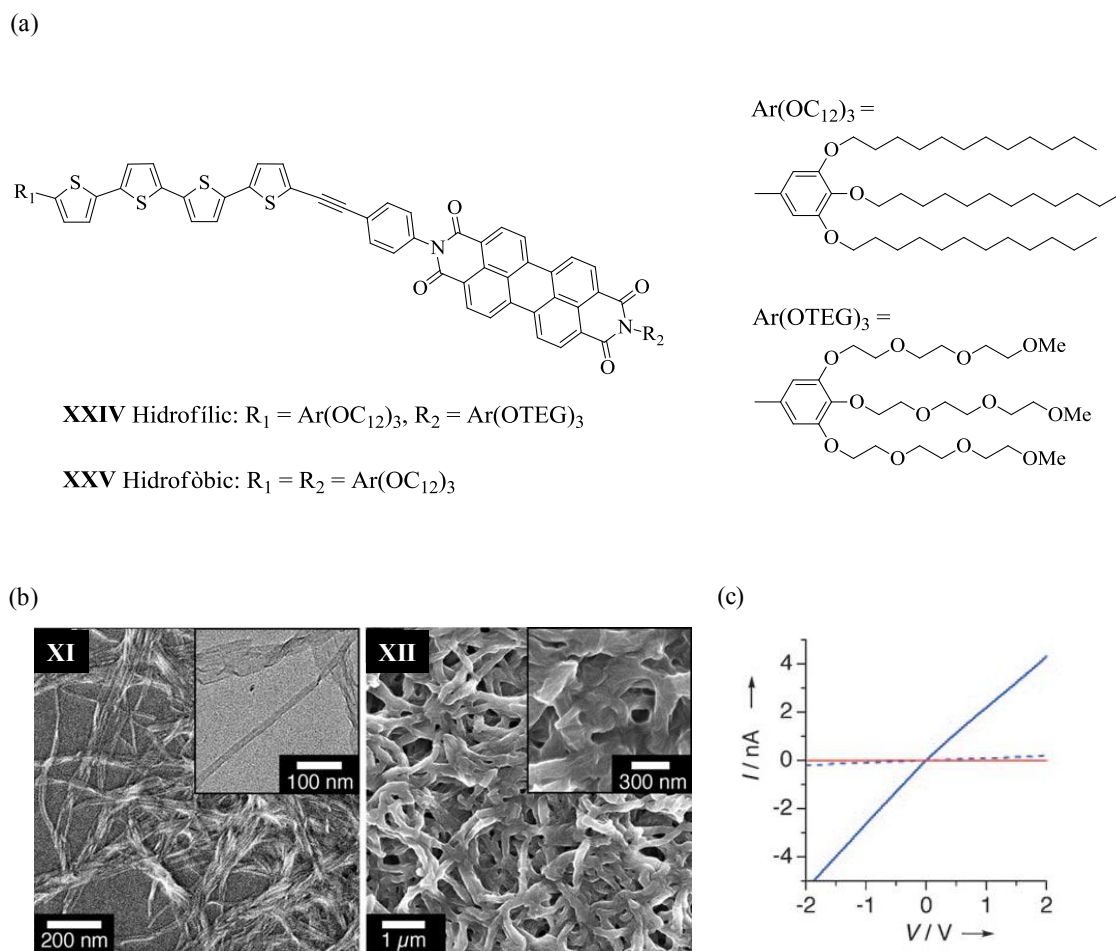 (a)
Ar(OC₁₂)₃ =
O
O
O
R₁
S
S
S
S
O
N
O
O
N
R₂
O
Ar(OTEG)₃ =
O
O
O
OMe
O
O
O
OMe
O
O
O
OMe
XXIV Hidrofílic: R₁ = Ar(OC₁₂)₃, R₂ = Ar(OTEG)₃
XXV Hidrofòbic: R₁ = R₂ = Ar(OC₁₂)₃
(b)
XI
100 nm
200 nm
XII
300 nm
1 µm
(c)
I / nA
4
2
0
-2
-4
-2
-1
0
1
2
V / V